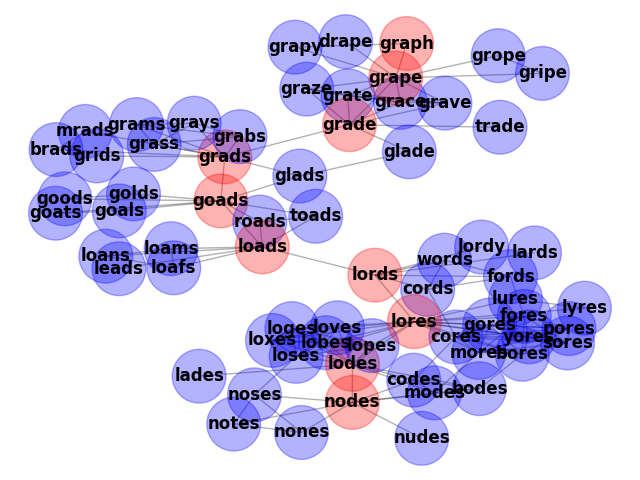 drape
graph
grapy
grope
gripe
grape
graze
grate
grace
grave
grade
trade
glade
grays
grams
mrads
grabs
grass
brads
grids
grads
glads
golds
goods
goads
goals
goats
toads
roads
loads
loams
loans
loafs
leads
lordy
lards
words
fords
lords
cords
lures
lyres
fores
lores
gores
pores
loges
loves
yores
cores
loxes
lobes
sores
lopes
mores
bores
loses
lodes
lades
codes
bodes
modes
noses
nodes
notes
nones
nudes